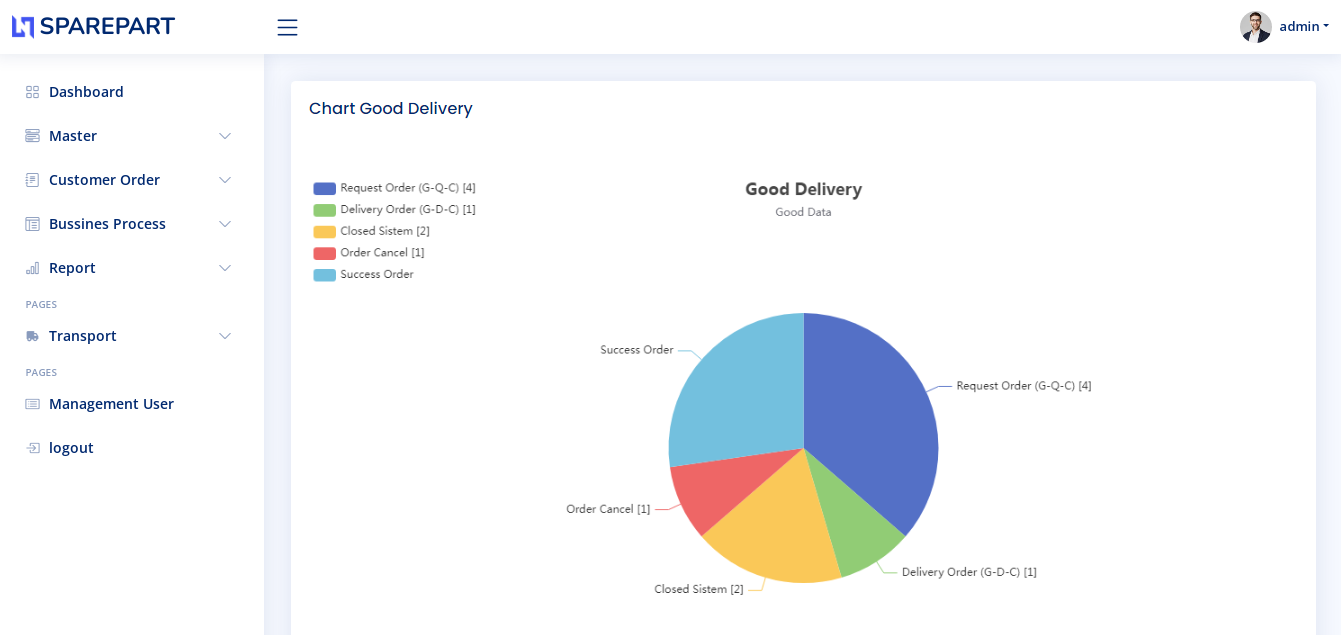 SPAREPART
admin
Dashboard
Master
Customer Order
Bussines Process
Report
PAGES
Transport
PAGES
Management User
logout
Chart Good Delivery
Request Order (G-Q-C) [4]
Delivery Order (G-D-C) [1]
Closed Sistem [2]
Order Cancel [1]
Success Order
Good Delivery
Good Data
Success Order
Request Order (G-Q-C) [4]
Order Cancel [1]
Delivery Order (G-D-C) [1]
Closed Sistem [2]